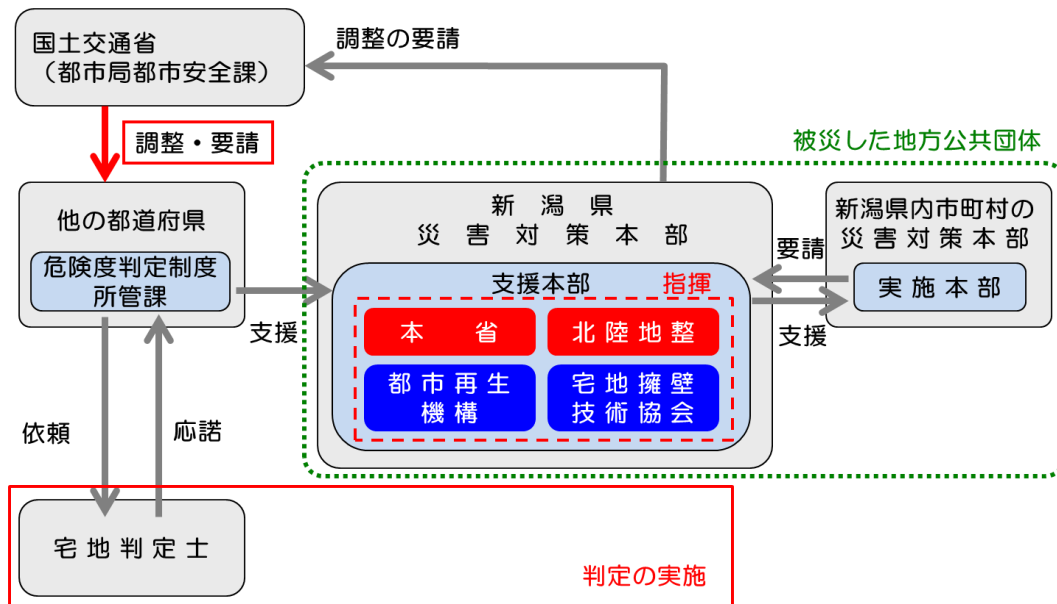 国土交通省
（都市局都市安全課）
調整の要請
調整・要請
被災した地方公共団体
他の都道府県
危険度判定制度
所管課
支援
新潟県
災害対策本部
支援本部
指揮
本省
北陸地整
都市再生
機構
宅地擁壁
技術協会
要請
支援
新潟県内市町村の
災害対策本部
実施本部
依頼
応諾
宅地判定士
判定の実施